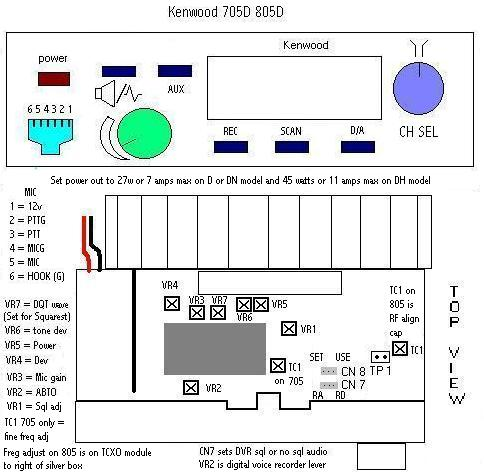 Kenwood 705D 805D
Kenwood
power
AUX
6 5 4 3 2 1
REC
SCAN
D/A
CH SEL
Set power out to 27w or 7 amps max on D or DN model and 45 watts or 11 amps max on DH model
MIC
1 = 12v
2 = PTTG
3 = PTT
4 = MICG
5 = MIC
6 = HOOK (G)
VR7 = DQT wave
(Set for Squarest)
VR6 = tone dev
VR5 = Power
VR4 = Dev
VR3 = Mic gain
VR2 = ABTO
VR1 = Sql adj
TC1 705 only =
fine freq adj
Freq adjust on 805 is on TCXO module
to right of silver box
VR4
VR3
VR7
VR6
VR5
VR1
VR2
TC1
on 705
SET
USE
CN 8
CN 7
RA
RD
TP 1
TC1 on
805 is
RF align
cap
TC1
TOP VIEW
CN7 sets DVR sql or no sql audio
VR2 is digital voice recorder lever